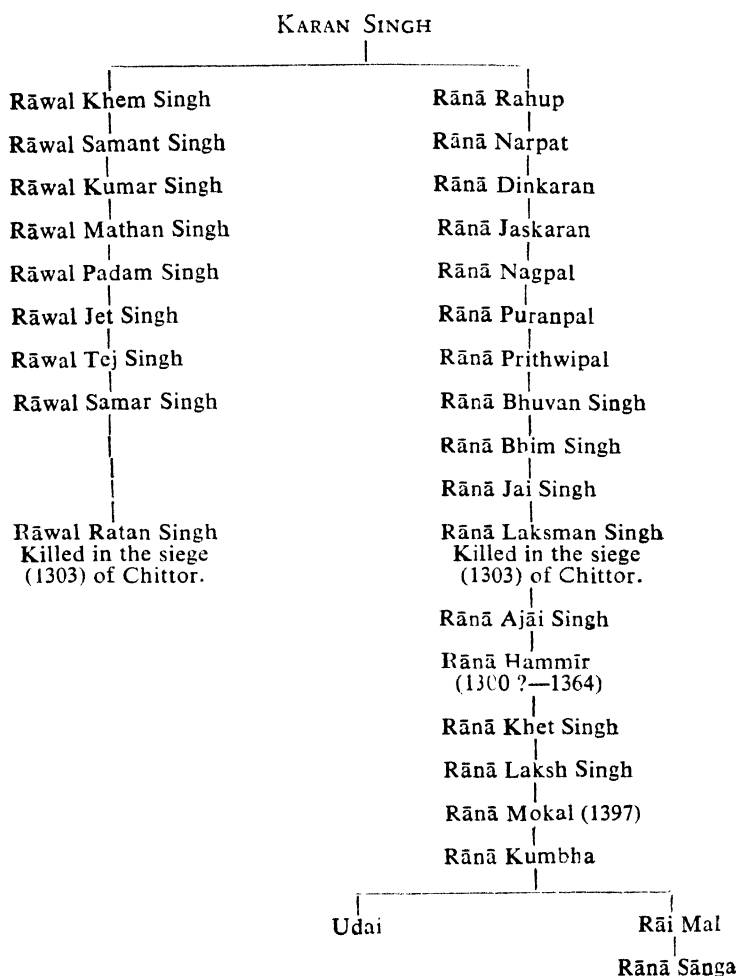 KARAN SINGH
Rāwal Khem Singh
Rāwal Samant Singh
Rāwal Kumar Singh
Rāwal Mathan Singh
Rāwal Padam Singh
Rāwal Jet Singh
Rāwal Tej Singh
Rāwal Samar Singh
Rāwal Ratan Singh
Killed in the siege
(1303) of Chittor.
Rānā Rahup
Rānā Narpat
Rānā Dinkaran
Rānā Jaskaran
Rānā Nagpal
Rānā Puranpal
Rānā Prithwipal
Rānā Bhuvan Singh
Rānā Bhim Singh
Rānā Jai Singh
Rānā Laksman Singh
Killed in the siege
(1303) of Chittor.
Rānā Ajāi Singh
Rānā Hammīr
(1300 ?—1364)
Rānā Khet Singh
Rānā Laksh Singh
Rānā Mokal (1397)
Rānā Kumbha
Udai
Rāi Mal
Rānā Sānga